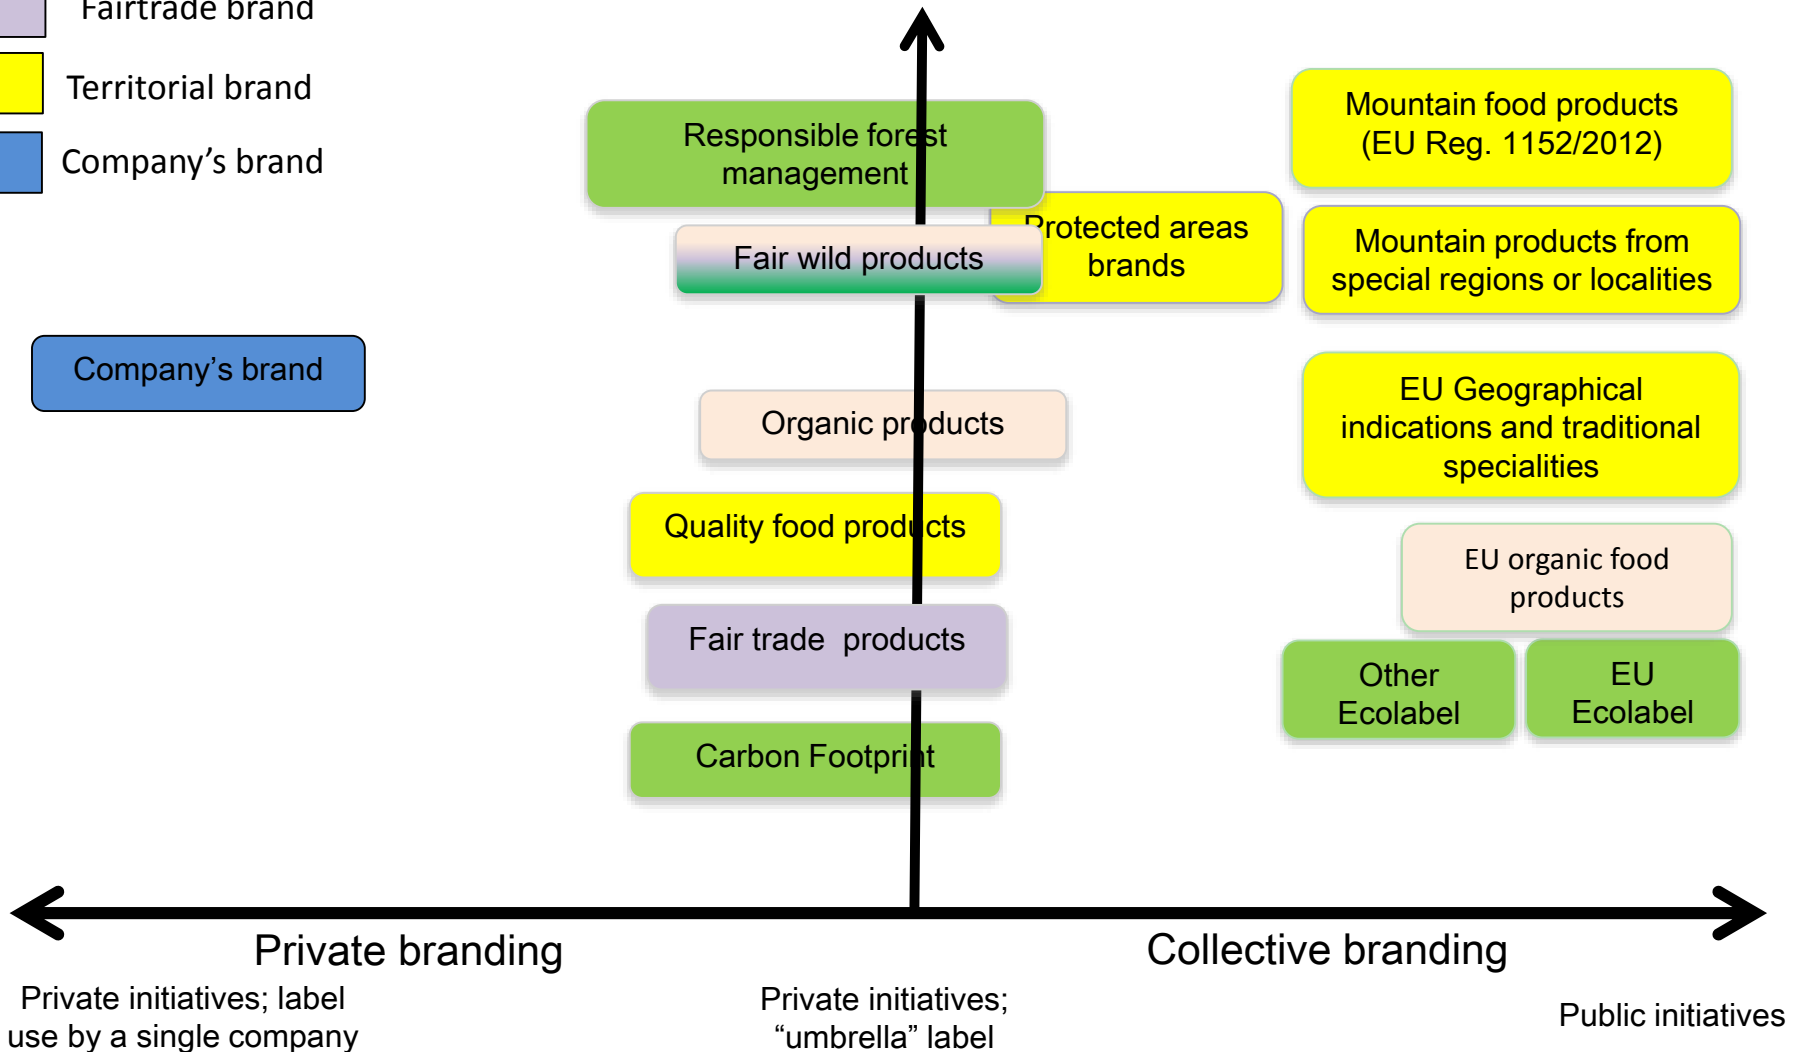 Fairtrade brand
Territorial brand
Company’s brand
Responsible forest
management
Mountain food products
(EU Reg. 1152/2012)
Protected areas
brands
Fair wild products
Mountain products from
special regions or localities
Company’s brand
Organic products
EU Geographical
indications and traditional
specialities
Quality food products
EU organic food
products
Fair trade products
Other
Ecolabel
EU
Ecolabel
Carbon Footprint
Private branding
Collective branding
Private initiatives; label
use by a single company
Private initiatives;
“umbrella” label
Public initiatives